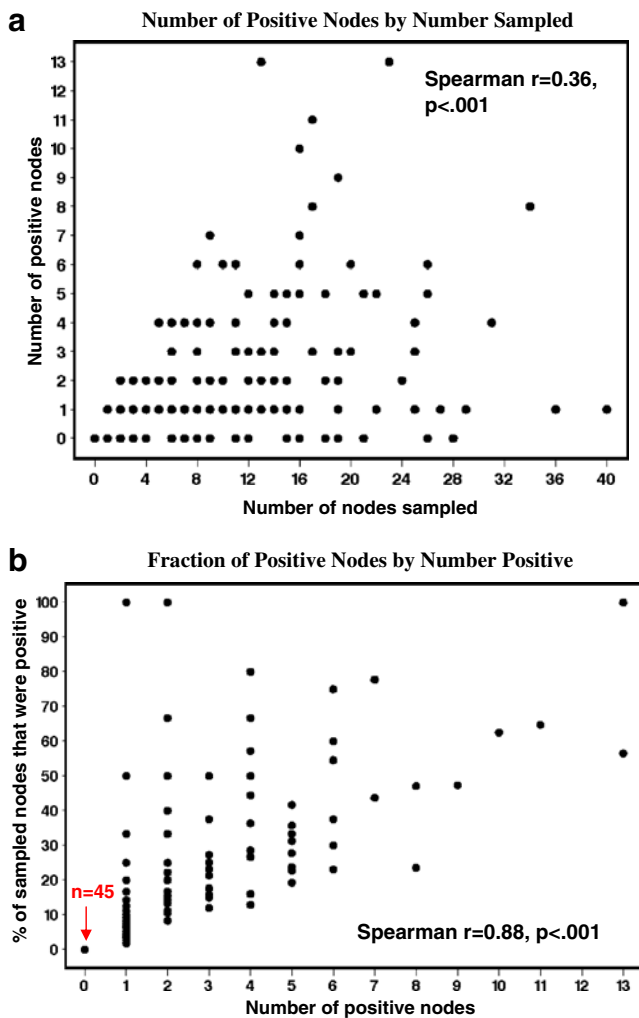 a
Number of Positive Nodes by Number Sampled
Spearman r=0.36,
p<.001
Number of positive nodes
13
12
11
10
9
8
7
6
5
4
3
2
1
0
0 4 8 12 16 20 24 28 32 36 40
Number of nodes sampled
b
Fraction of Positive Nodes by Number Positive
% of sampled nodes that were positive
100
90
80
70
60
50
40
30
20
10
0
n=45
Spearman r=0.88, p<.001
0 1 2 3 4 5 6 7 8 9 10 11 12 13
Number of positive nodes